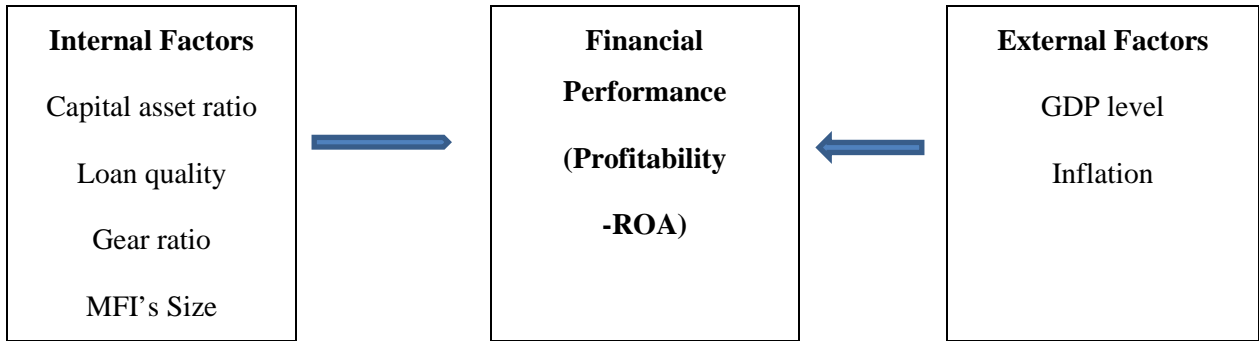 Internal Factors
Capital asset ratio
Loan quality
Gear ratio
MFI’s Size
Financial
Performance
(Profitability
-ROA)
External Factors
GDP level
Inflation